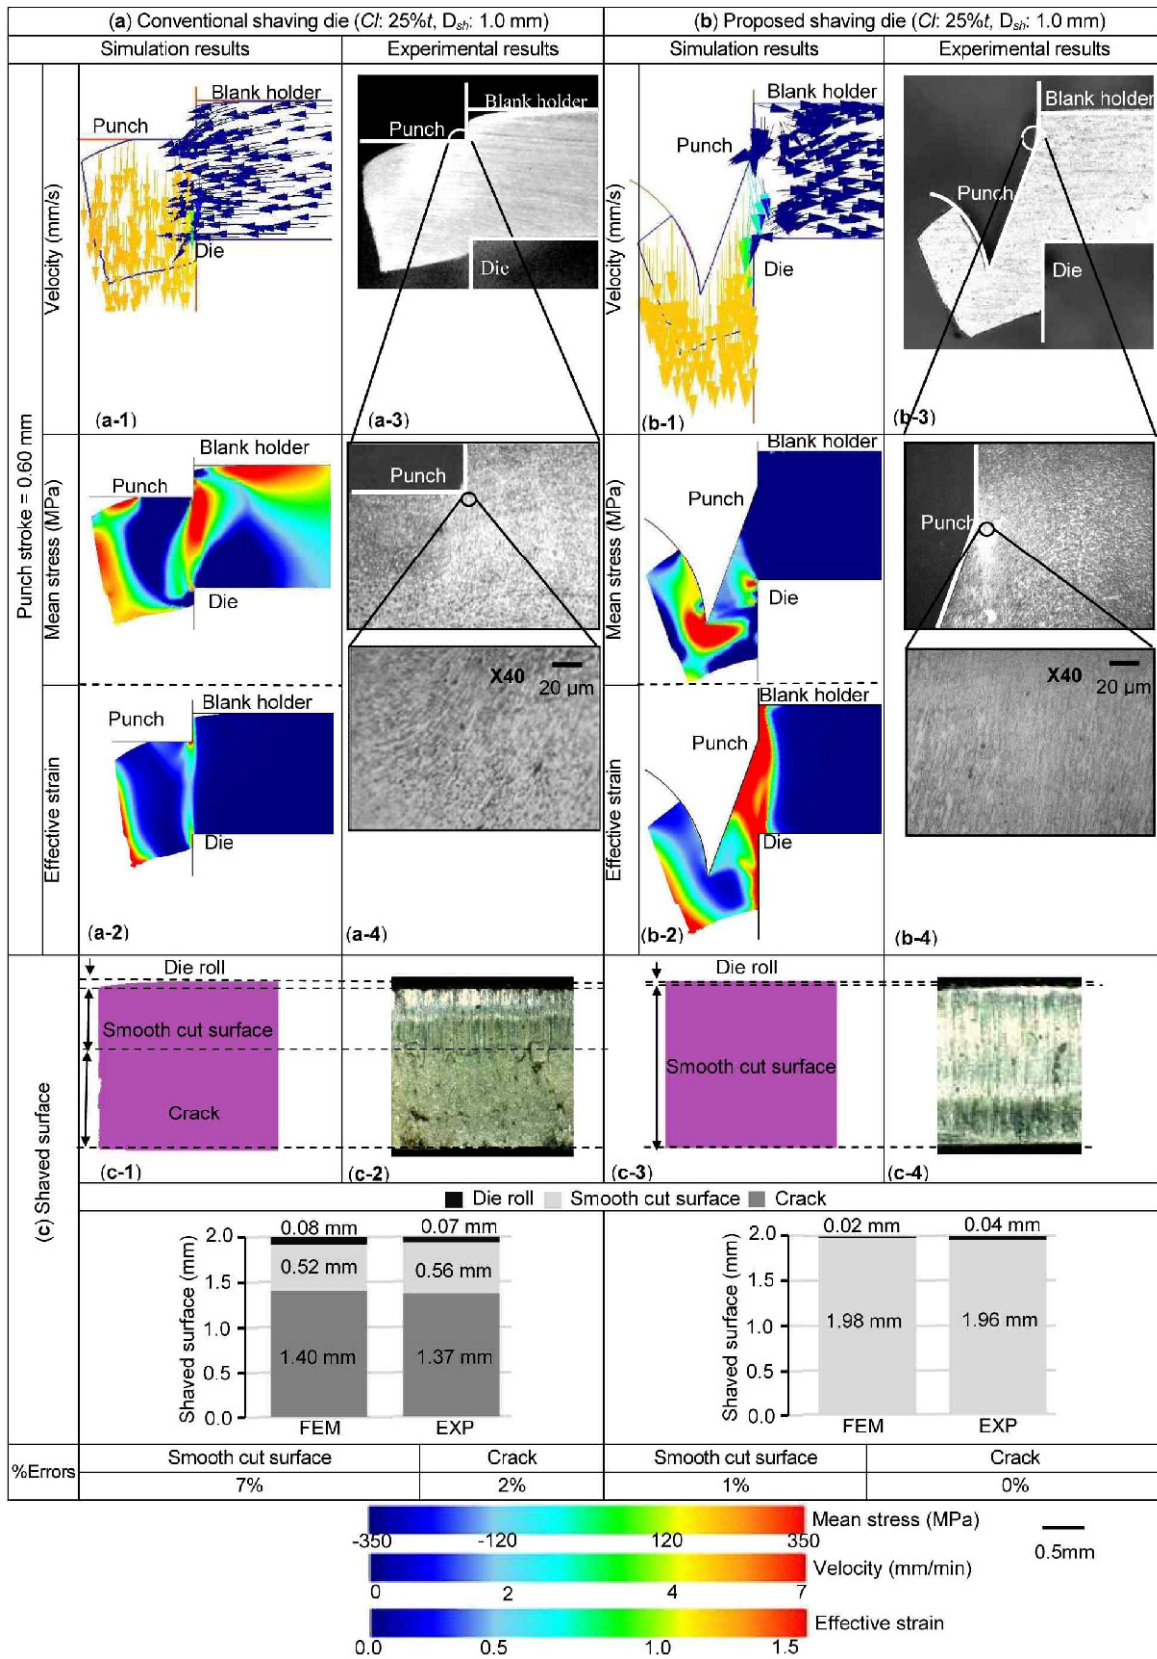 (a) Conventional shaving die (Cl: 25%t, Dsh: 1.0 mm)
(b) Proposed shaving die (Cl: 25%t, Dsh: 1.0 mm)
Simulation results
Experimental results
Simulation results
Experimental results
Punch stroke = 0.60 mm
Velocity (mm/s)
Blank holder
Punch
Die
(a-1)
Blank holder
Punch
Die
(a-3)
Velocity (mm/s)
Blank holder
Punch
Die
(b-1)
Blank holder
Punch
Die
(b-3)
Mean stress (MPa)
Blank holder
Punch
Die
Punch
Mean stress (MPa)
Blank holder
Punch
Die
Punch
X40
20 µm
X40
20 µm
Effective strain
Blank holder
Punch
Die
(a-2)
(a-4)
Effective strain
Blank holder
Punch
Die
(b-2)
(b-4)
(c) Shaved surface
Die roll
Smooth cut surface
Crack
(c-1)
(c-2)
Die roll
Smooth cut surface
(c-3)
(c-4)
Die roll Smooth cut surface Crack
Shaved surface (mm)
2.0
1.5
1.0
0.5
0.0
0.08 mm
0.07 mm
0.52 mm
0.56 mm
1.40 mm
1.37 mm
FEM
EXP
Shaved surface (mm)
2.0
1.5
1.0
0.5
0.0
0.02 mm
0.04 mm
1.98 mm
1.96 mm
FEM
EXP
%Errors
Smooth cut surface
Crack
Smooth cut surface
Crack
7%
2%
1%
0%
Mean stress (MPa)
-350 -120 120 350
0.5mm
Velocity (mm/min)
0 2 4 7
Effective strain
0.0 0.5 1.0 1.5